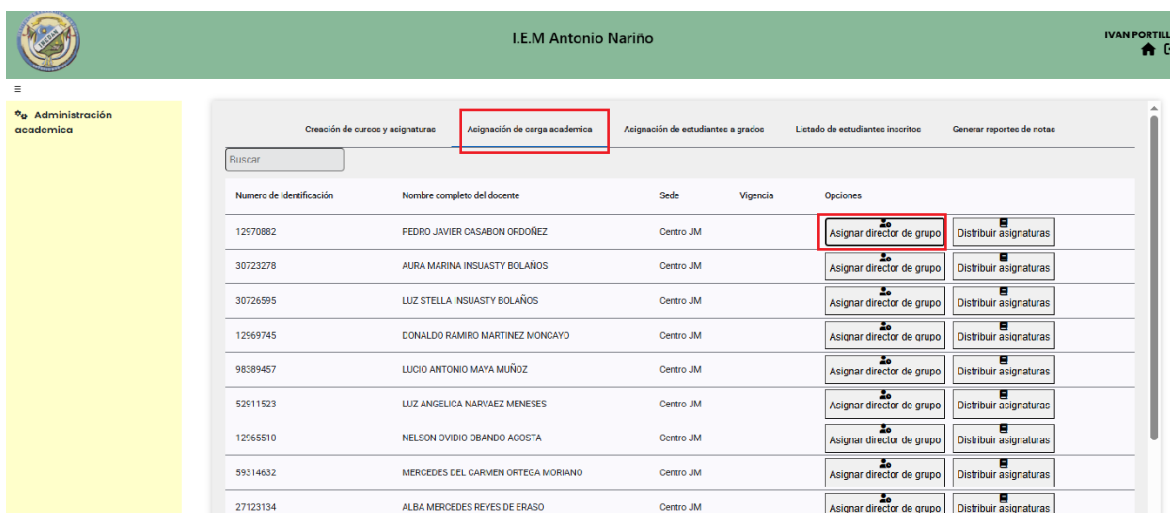 I.E.M Antonio Nariño
IVAN PORTILL
Administración
academica
Creación de cursos y asignaturas Asignación de carga academica Asignación de estudiantes a grados Listado de estudiantes inscritos Generar reportes de notas
Buscar
Numero de Identificación Nombre completo del docente Sede Vigencia Opciones
12970882 PEDRO JAVIER CASABON ORDOÑEZ Centro JM Asignar director de grupo Distribuir asignaturas
30723278 AURA MARINA INSUASTY BOLAÑOS Centro JM Asignar director de grupo Distribuir asignaturas
30726595 LUZ STELLA INSUASTY BOLAÑOS Centro JM Asignar director de grupo Distribuir asignaturas
12969745 DONALDO RAMIRO MARTINEZ MONCAYO Centro JM Asignar director de grupo Distribuir asignaturas
98389457 LUCIO ANTONIO MAYA MUÑOZ Centro JM Asignar director de grupo Distribuir asignaturas
52911523 LUZ ANGELICA NARVAEZ MENESES Centro JM Asignar director de grupo Distribuir asignaturas
12965510 NELSON OVIDIO OBANDO ACOSTA Centro JM Asignar director de grupo Distribuir asignaturas
59314632 MERCEDES DEL CARMEN ORTEGA MORIANO Centro JM Asignar director de grupo Distribuir asignaturas
27123134 ALBA MERCEDES REYES DE ERASO Centro JM Asignar director de grupo Distribuir asignaturas